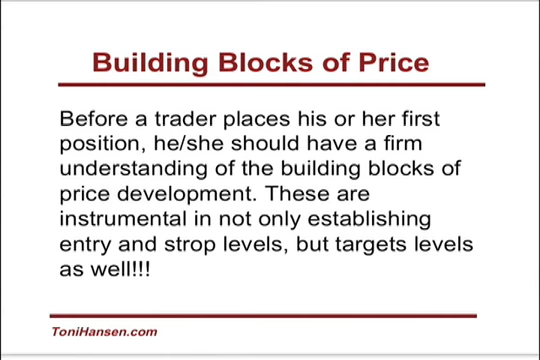 Building Blocks of Price
Before a trader places his or her first
position, he/she should have a firm
understanding of the building blocks of
price development. These are
instrumental in not only establishing
entry and strop levels, but targets levels
as well!!!
ToniHansen.com